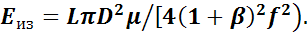 Eиз = LπD²μ/[4(1 + β)²f²).